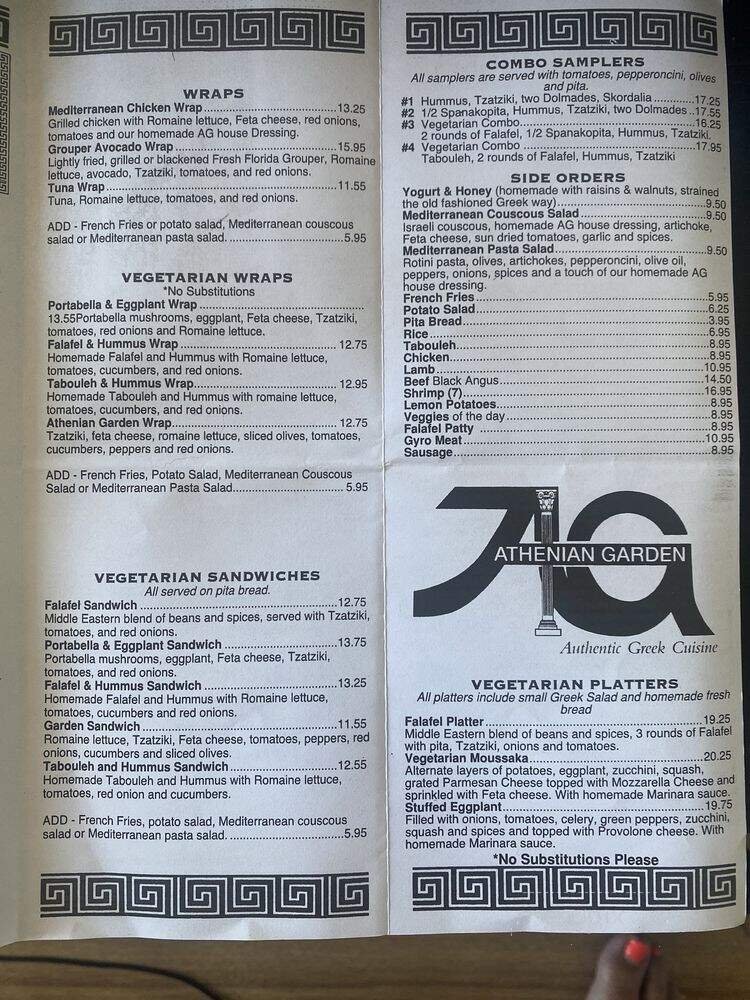 WRAPS
Mediterranean Chicken Wrap.......................13.25
Grilled chicken with Romaine lettuce, Feta cheese, red onions,
tomatoes and our homemade AG house Dressing.
Grouper Avocado Wrap.......................15.95
Lightly fried, grilled or blackened Fresh Florida Grouper, Romaine
lettuce, avocado, Tzatziki, tomatoes, and red onions.
Tuna Wrap.......................11.55
Tuna, Romaine lettuce, tomatoes, and red onions.
ADD - French Fries or potato salad, Mediterranean couscous
salad or Mediterranean pasta salad.......................5.95
VEGETARIAN WRAPS
*No Substitutions
Portabella & Eggplant Wrap.......................
13.55Portabella mushrooms, eggplant, Feta cheese, Tzatziki,
tomatoes, red onions and Romaine lettuce.
Falafel & Hummus Wrap.......................12.75
Homemade Falafel and Hummus with Romaine lettuce,
tomatoes, cucumbers, and red onions.
Tabouleh & Hummus Wrap.......................12.95
Homemade Tabouleh and Hummus with romaine lettuce,
tomatoes, cucumbers, and red onions.
Athenian Garden Wrap.......................12.75
Tzatziki, feta cheese, romaine lettuce, sliced olives, tomatoes,
cucumbers, peppers and red onions.
ADD - French Fries, Potato Salad, Mediterranean Couscous
Salad or Mediterranean Pasta Salad.......................5.95
VEGETARIAN SANDWICHES
All served on pita bread.
Falafel Sandwich.......................12.75
Middle Eastern blend of beans and spices, served with Tzatziki,
tomatoes, and red onions.
Portabella & Eggplant Sandwich.......................13.75
Portabella mushrooms, eggplant, Feta cheese, Tzatziki,
tomatoes, and red onions.
Falafel & Hummus Sandwich.......................13.25
Homemade Falafel and Hummus with Romaine lettuce,
tomatoes, cucumbers and red onions.
Garden Sandwich.......................11.55
Romaine lettuce, Tzatziki, Feta cheese, tomatoes, peppers, red
onions, cucumbers and sliced olives.
Tabouleh and Hummus Sandwich.......................12.55
Homemade Tabouleh and Hummus with Romaine lettuce,
tomatoes, red onion and cucumbers.
ADD - French Fries, potato salad, Mediterranean couscous
salad or Mediterranean pasta salad. .......................5.95
COMBO SAMPLERS
All samplers are served with tomatoes, pepperoncini, olives
and pita.
#1 Hummus, Tzatziki, two Dolmades, Skordalia ............17.25
#2 1/2 Spanakopita, Hummus, Tzatziki, two Dolmades ..17.55
#3 Vegetarian Combo.......................16.25
2 rounds of Falafel, 1/2 Spanakopita, Hummus, Tzatziki.
#4 Vegetarian Combo .......................17.95
Tabouleh, 2 rounds of Falafel, Hummus, Tzatziki
SIDE ORDERS
Yogurt & Honey (homemade with raisins & walnuts, strained
the old fashioned Greek way).......................9.50
Mediterranean Couscous Salad.......................9.50
Israeli couscous, homemade AG house dressing, artichoke,
Feta cheese, sun dried tomatoes, garlic and spices.
Mediterranean Pasta Salad.......................9.50
Rotini pasta, olives, artichokes, pepperoncini, olive oil,
peppers, onions, spices and a touch of our homemade AG
house dressing.
French Fries.......................5.95
Potato Salad.......................6.25
Pita Bread.......................3.95
Rice.......................6.95
Tabouleh.......................8.95
Chicken.......................8.95
Lamb.......................10.95
Beef Black Angus.......................14.50
Shrimp (7).......................16.95
Lemon Potatoes.......................8.95
Veggies of the day.......................8.95
Falafel Patty .......................8.95
Gyro Meat.......................10.95
Sausage.......................8.95
AG
ATHENIAN GARDEN
Authentic Greek Cuisine
VEGETARIAN PLATTERS
All platters include small Greek Salad and homemade fresh
bread
Falafel Platter.......................19.25
Middle Eastern blend of beans and spices, 3 rounds of Falafel
with pita, Tzatziki, onions and tomatoes.
Vegetarian Moussaka.......................20.25
Alternate layers of potatoes, eggplant, zucchini, squash,
grated Parmesan Cheese topped with Mozzarella Cheese and
sprinkled with Feta cheese. With homemade Marinara sauce.
Stuffed Eggplant.......................19.75
Filled with onions, tomatoes, celery, green peppers, zucchini,
squash and spices and topped with Provolone cheese. With
homemade Marinara sauce.
*No Substitutions Please